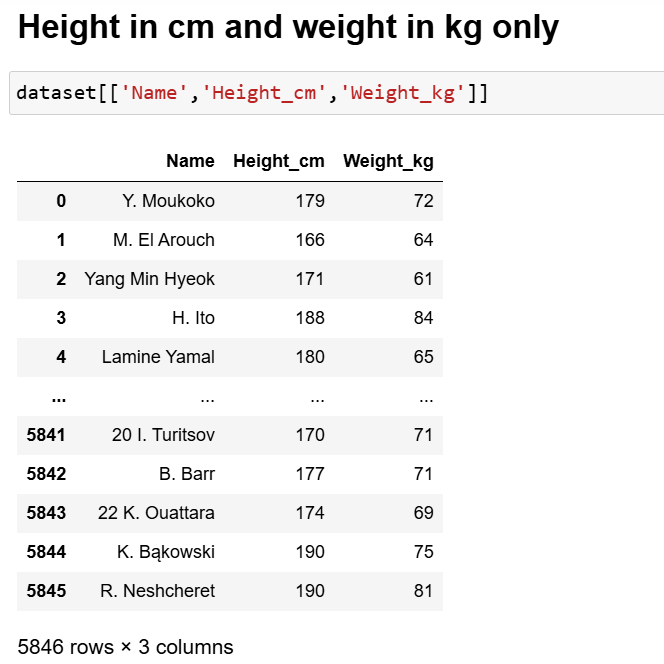 Height in cm and weight in kg only
dataset[['Name','Height_cm','Weight_kg']]
Name Height_cm Weight_kg
0 Y. Moukoko 179 72
1 M. El Arouch 166 64
2 Yang Min Hyeok 171 61
3 H. Ito 188 84
4 Lamine Yamal 180 65
... ... ... ...
5841 20 I. Turitsov 170 71
5842 B. Barr 177 71
5843 22 K. Ouattara 174 69
5844 K. Bąkowski 190 75
5845 R. Neshcheret 190 81
5846 rows × 3 columns